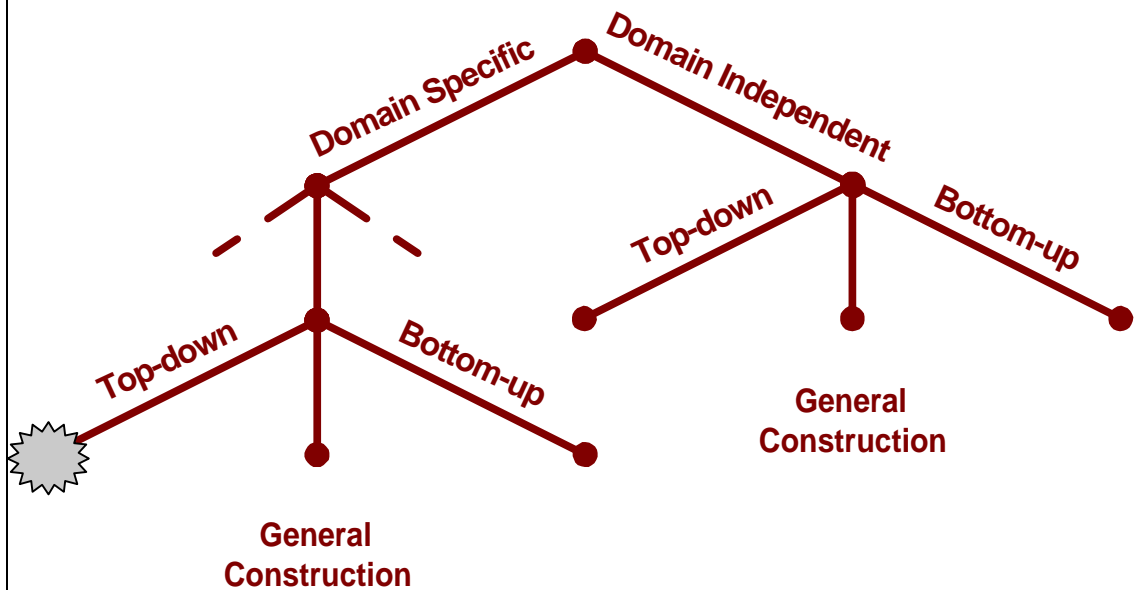 Domain Specific
Domain Independent
Top-down
Bottom-up
Top-down
Bottom-up
General
Construction
General
Construction